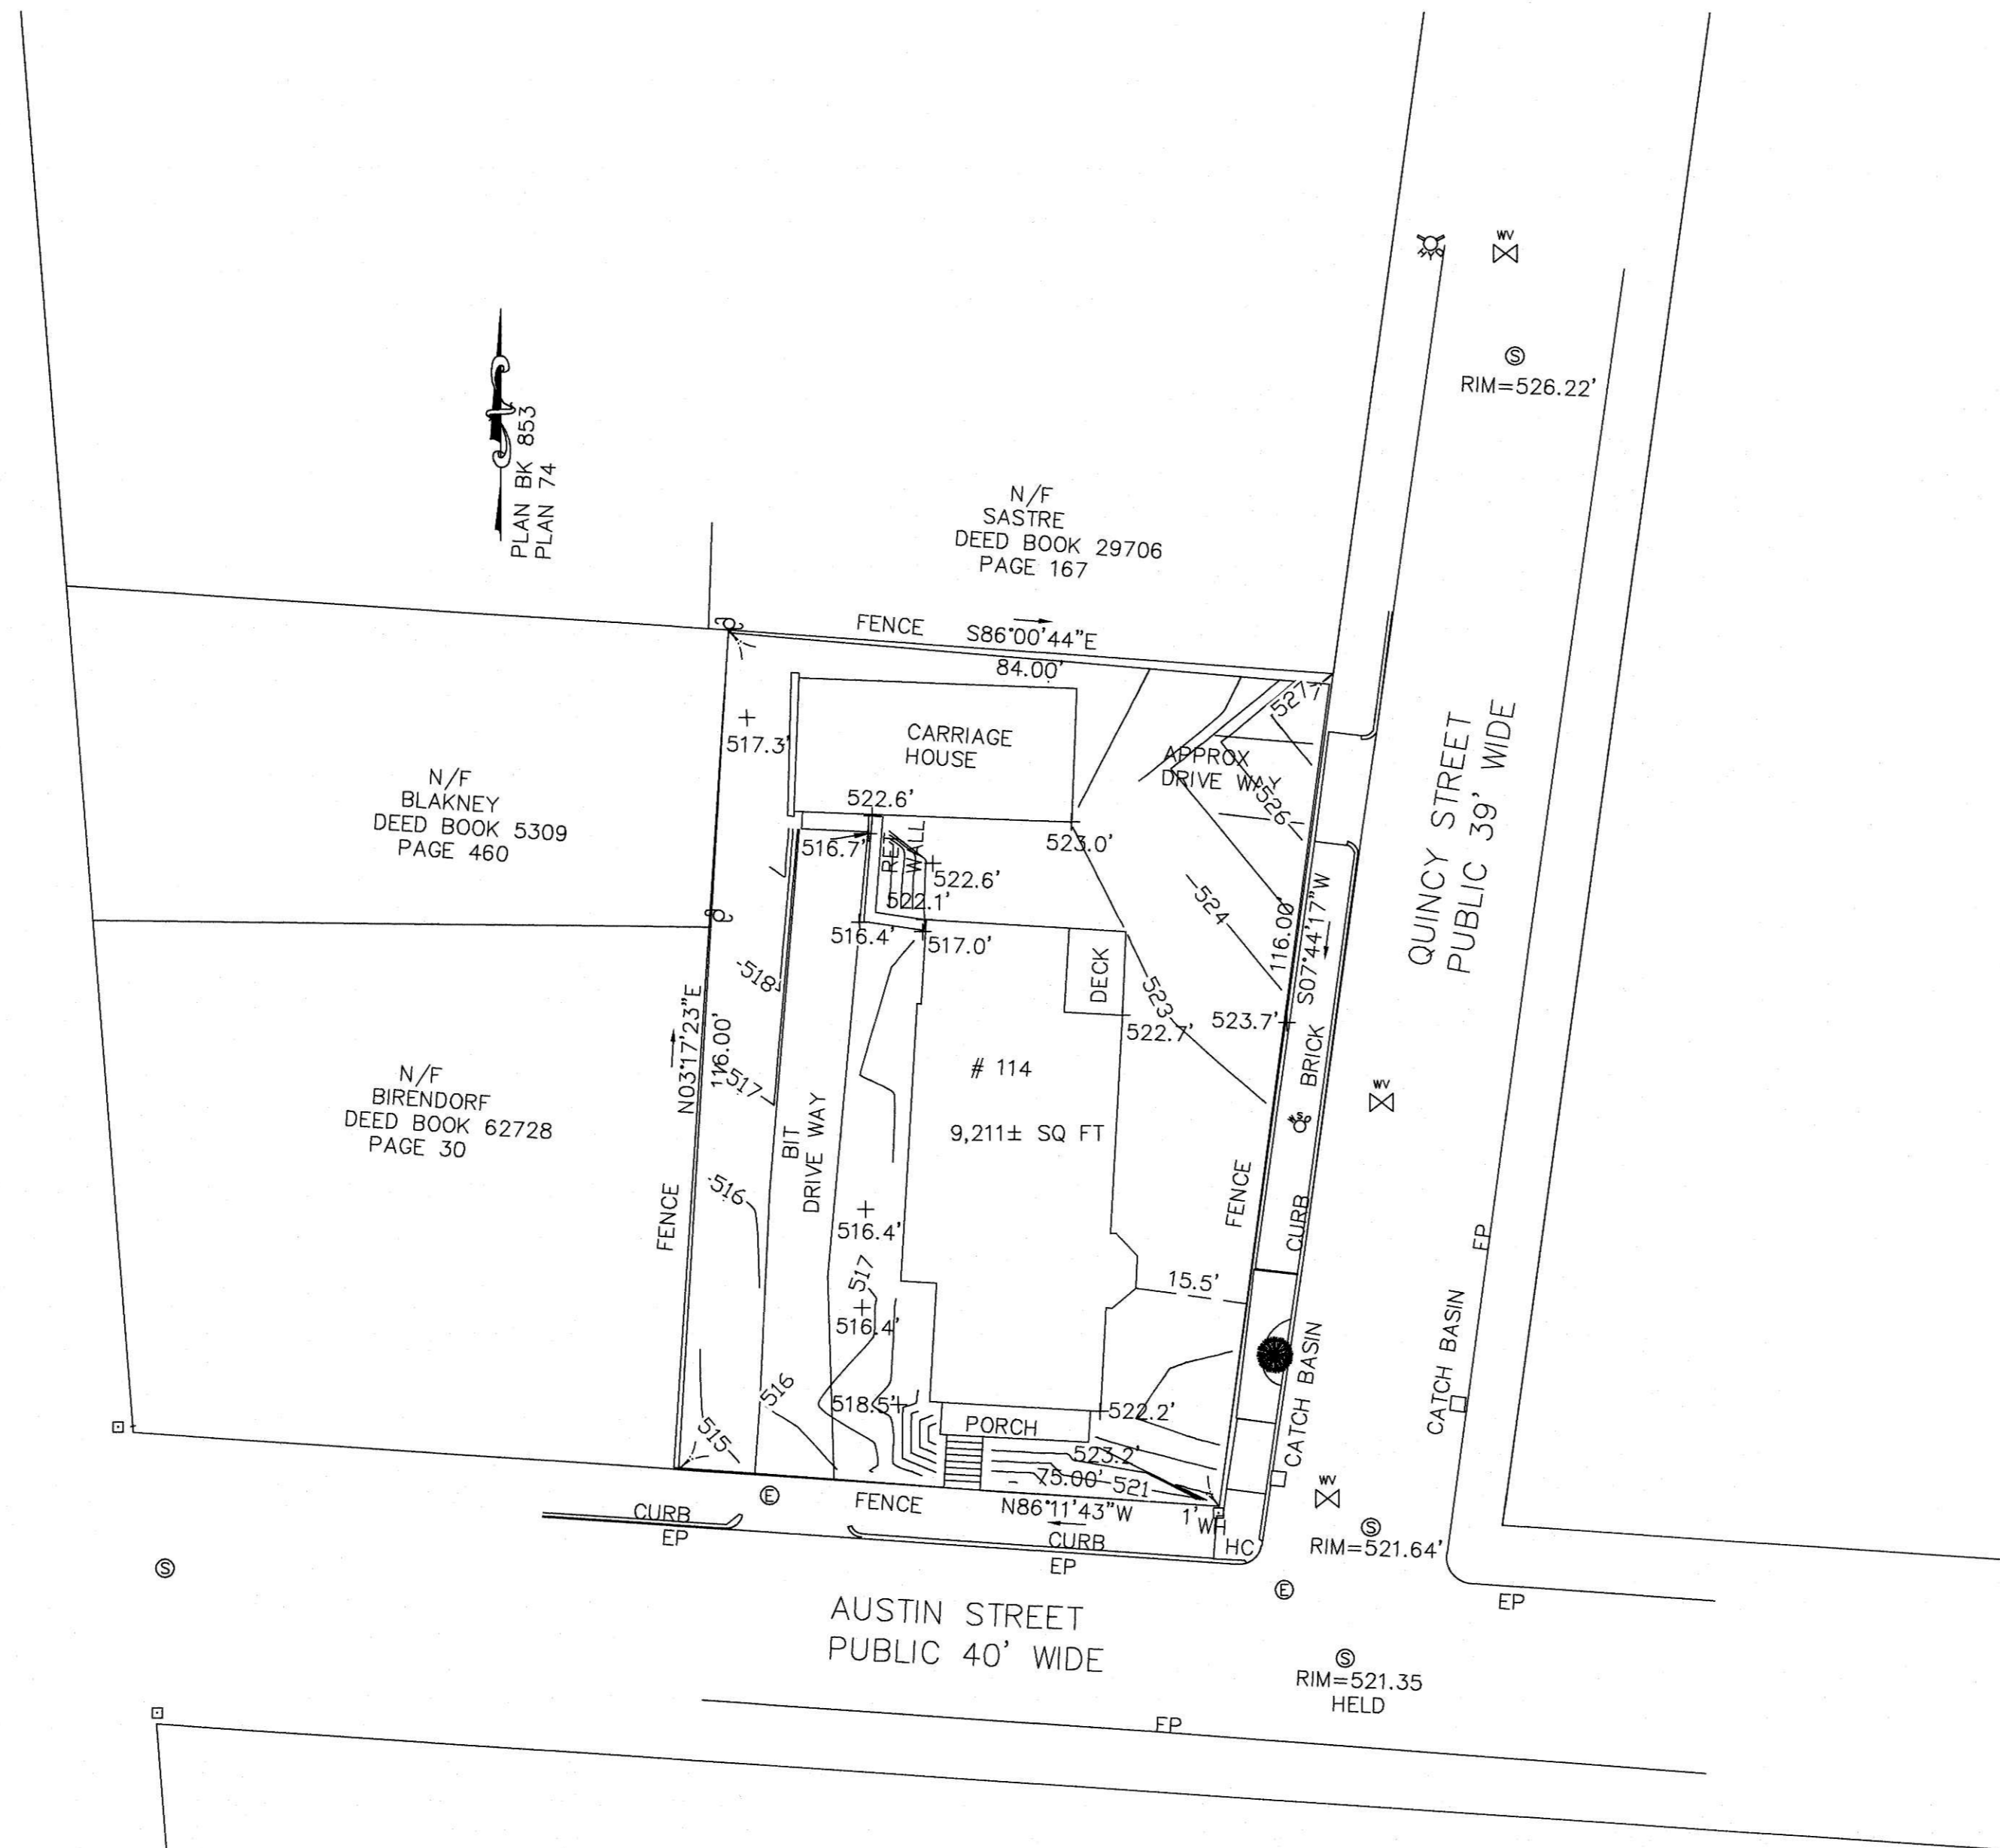 WV
HYD
S
RIM=526.22'
PLAN BK 853
PLAN 74
N/F
SASTRE
DEED BOOK 29706
PAGE 167
FENCE
S86°00'44"E
84.00'
527
517.3'
CARRIAGE
HOUSE
APPROX
DRIVE WAY
526
QUINCY STREET
PUBLIC 39' WIDE
N/F
BLAKNEY
DEED BOOK 5309
PAGE 460
522.6'
516.7'
RET
WALL
523.0'
522.6'
522.1'
524
116.00'
S07°44'17"W
516.4'
517.0'
518
DECK
523
522.7'
523.7'
BRICK
N03°17'23"E
116.00'
517
# 114
WV
N/F
BIRENDORF
DEED BOOK 62728
PAGE 30
BIT
DRIVE WAY
9,211± SQ FT
516
FENCE
FENCE
CURB
EP
516.4'
517
15.5'
516.4'
CATCH BASIN
CATCH BASIN
516
518.5'
PORCH
522.2'
515
523.2'
75.00'
521
WV
E
FENCE
N86°11'43"W
1'
WH
CURB
EP
CURB
EP
HC
S
RIM=521.64'
S
E
EP
AUSTIN STREET
PUBLIC 40' WIDE
S
RIM=521.35
HELD
EP